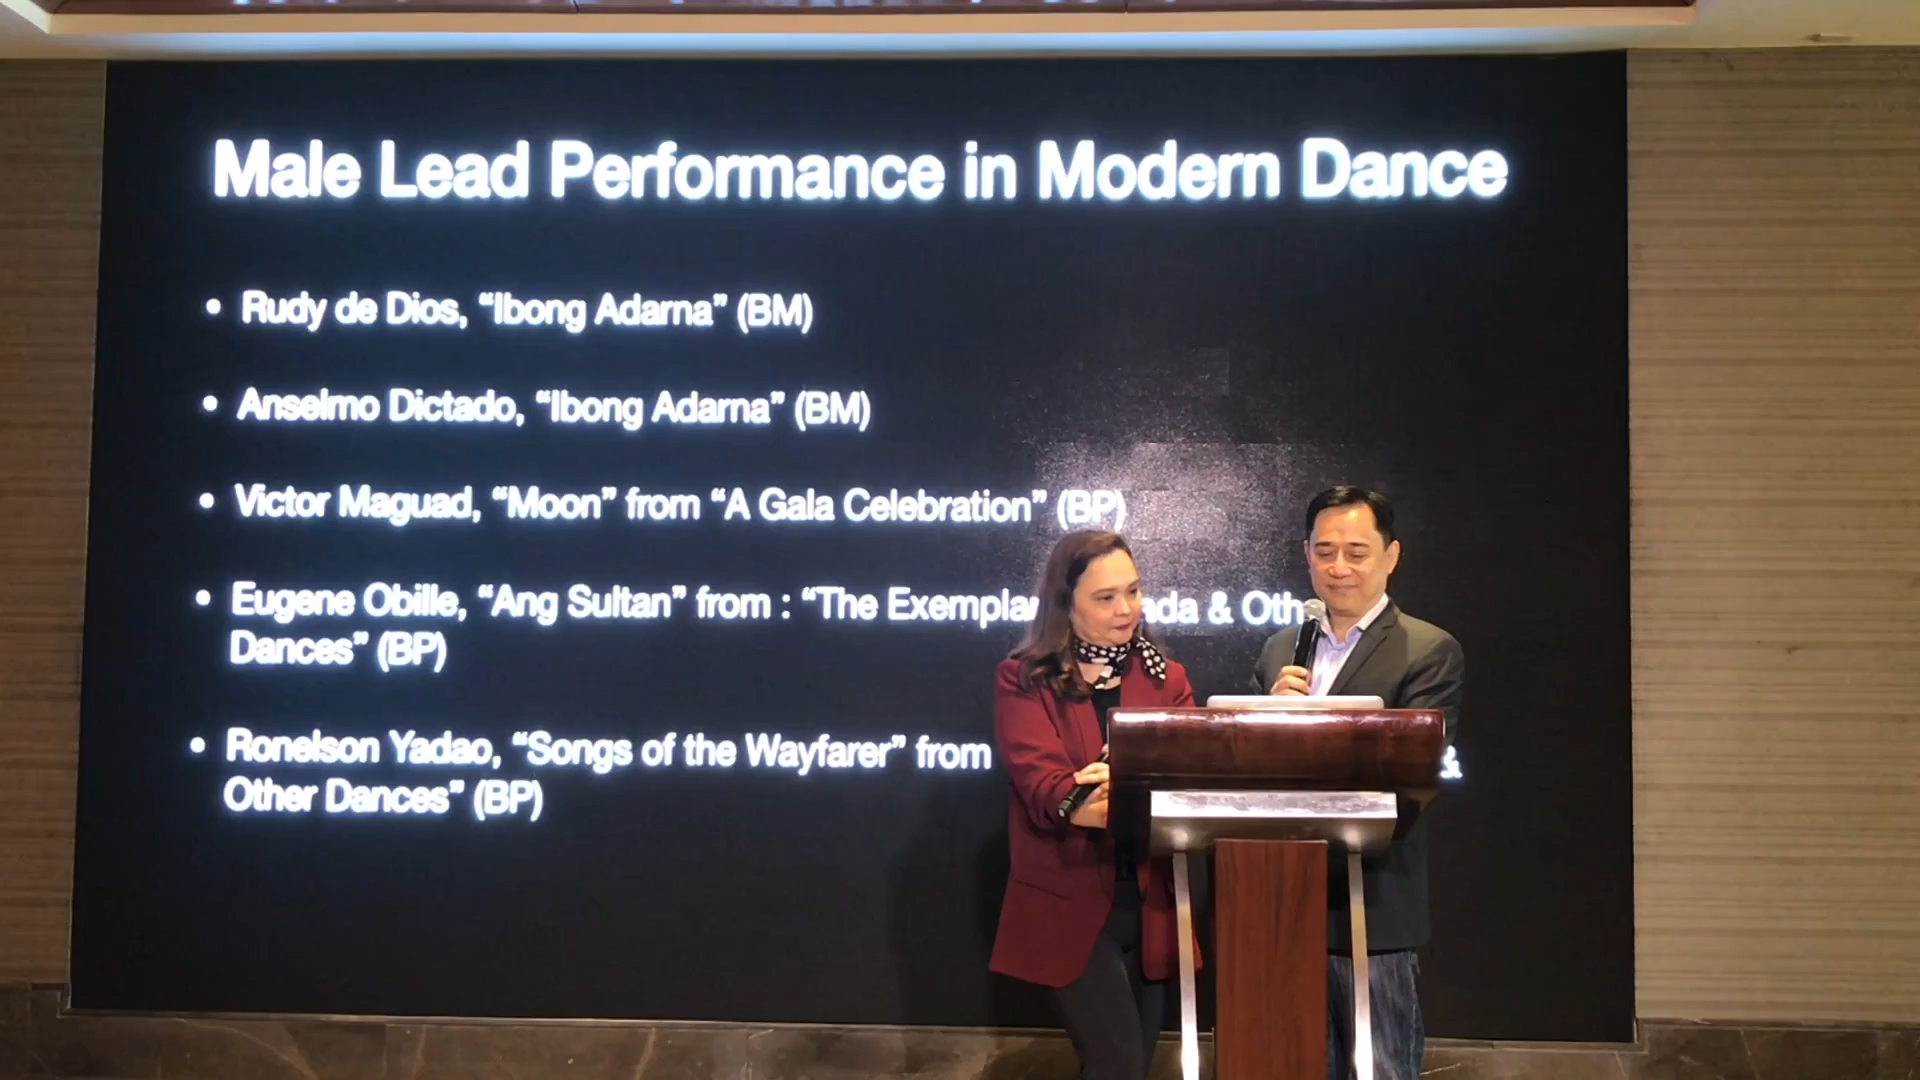 Male Lead Performance in Modern Dance
• Rudy de Dios, “Ibong Adarna” (BM)
• Anselmo Dictado, “Ibong Adarna” (BM)
• Victor Maguad, “Moon” from “A Gala Celebration” (BP)
• Eugene Obille, “Ang Sultan” from : “The Exemplar & Oth
Dances” (BP)
• Ronelson Yadao, “Songs of the Wayfarer” from &
Other Dances” (BP)